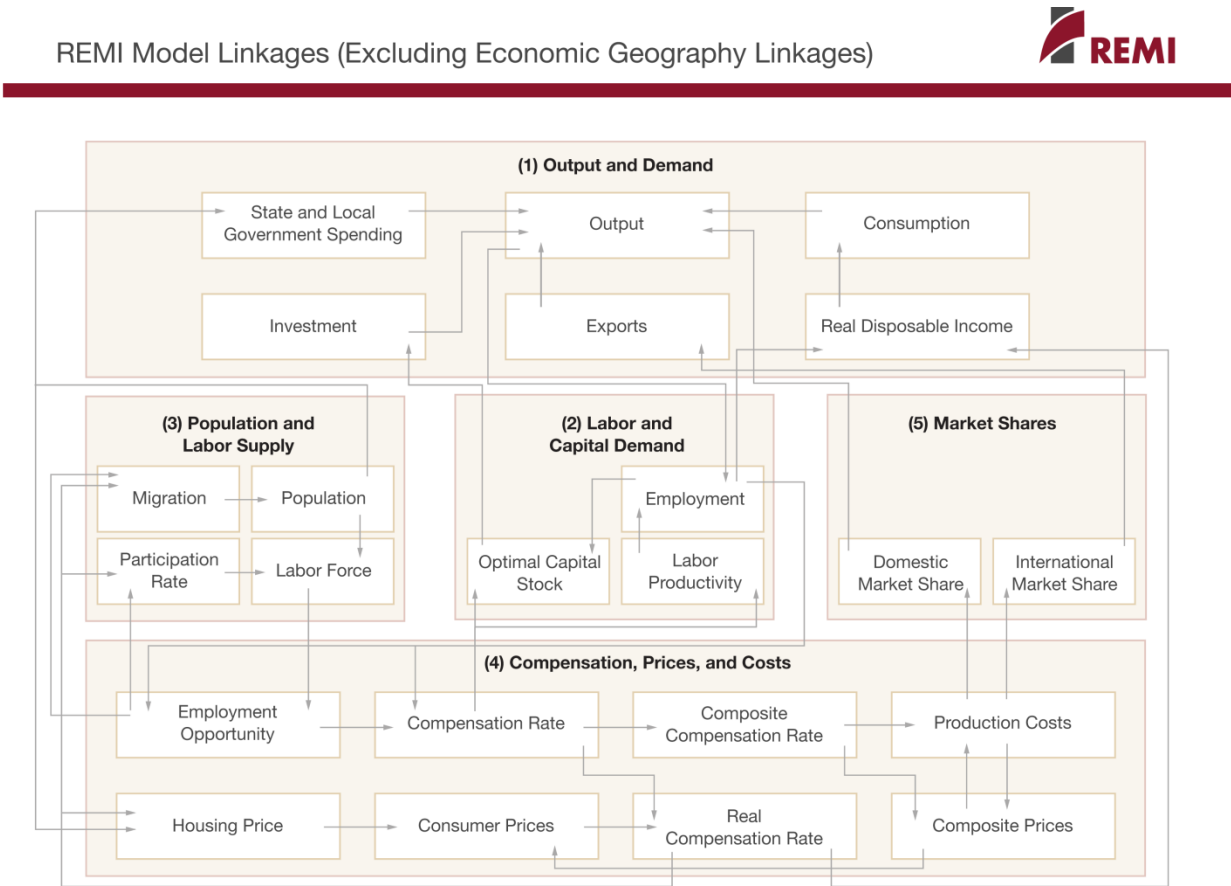 REMI Model Linkages (Excluding Economic Geography Linkages)
REMI
(1) Output and Demand
State and Local
Government Spending
Output
Consumption
Investment
Exports
Real Disposable Income
(3) Population and
Labor Supply
Migration
Population
Participation
Rate
Labor Force
(2) Labor and
Capital Demand
Employment
Optimal Capital
Stock
Labor
Productivity
(5) Market Shares
Domestic
Market Share
International
Market Share
(4) Compensation, Prices, and Costs
Employment
Opportunity
Compensation Rate
Composite
Compensation Rate
Production Costs
Housing Price
Consumer Prices
Real
Compensation Rate
Composite Prices